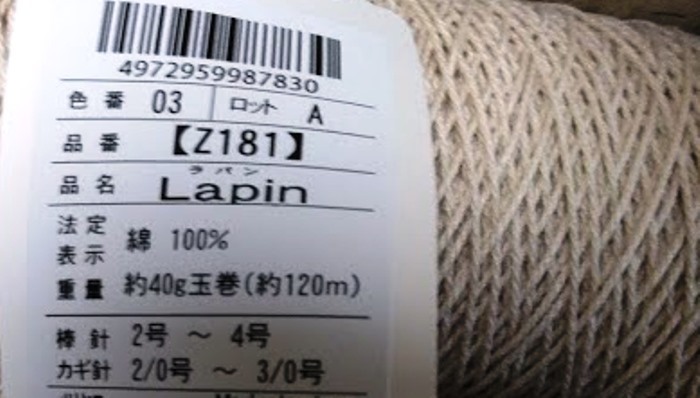 4972959987830
色番 03 ロット A
品番 【Z181】
ラパン
品名 Lapin
法定
表示 綿 100%
重量 約40g玉巻(約120m)
棒針 2号 ～ 4号
カギ針 2/0号 ～ 3/0号